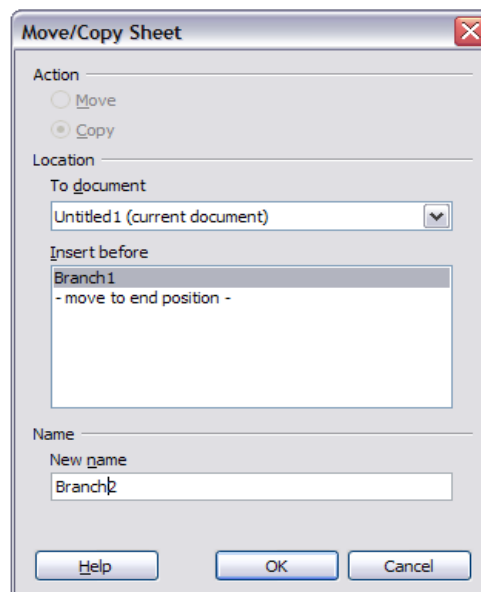 Move/Copy Sheet
Action
Move
Copy
Location
To document
Untitled1 (current document)
Insert before
Branch1
- move to end position -
Name
New name
Branch2
Help OK Cancel